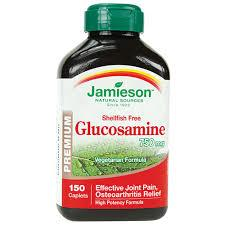 Jamieson
NATURAL SOURCES
Since 1922
PREMIUM
Shellfish Free
Glucosamine
750 mg
Vegetarian Formula
150
Caplets
Effective Joint Pain,
Osteoarthritis Relief
High Potency Formula